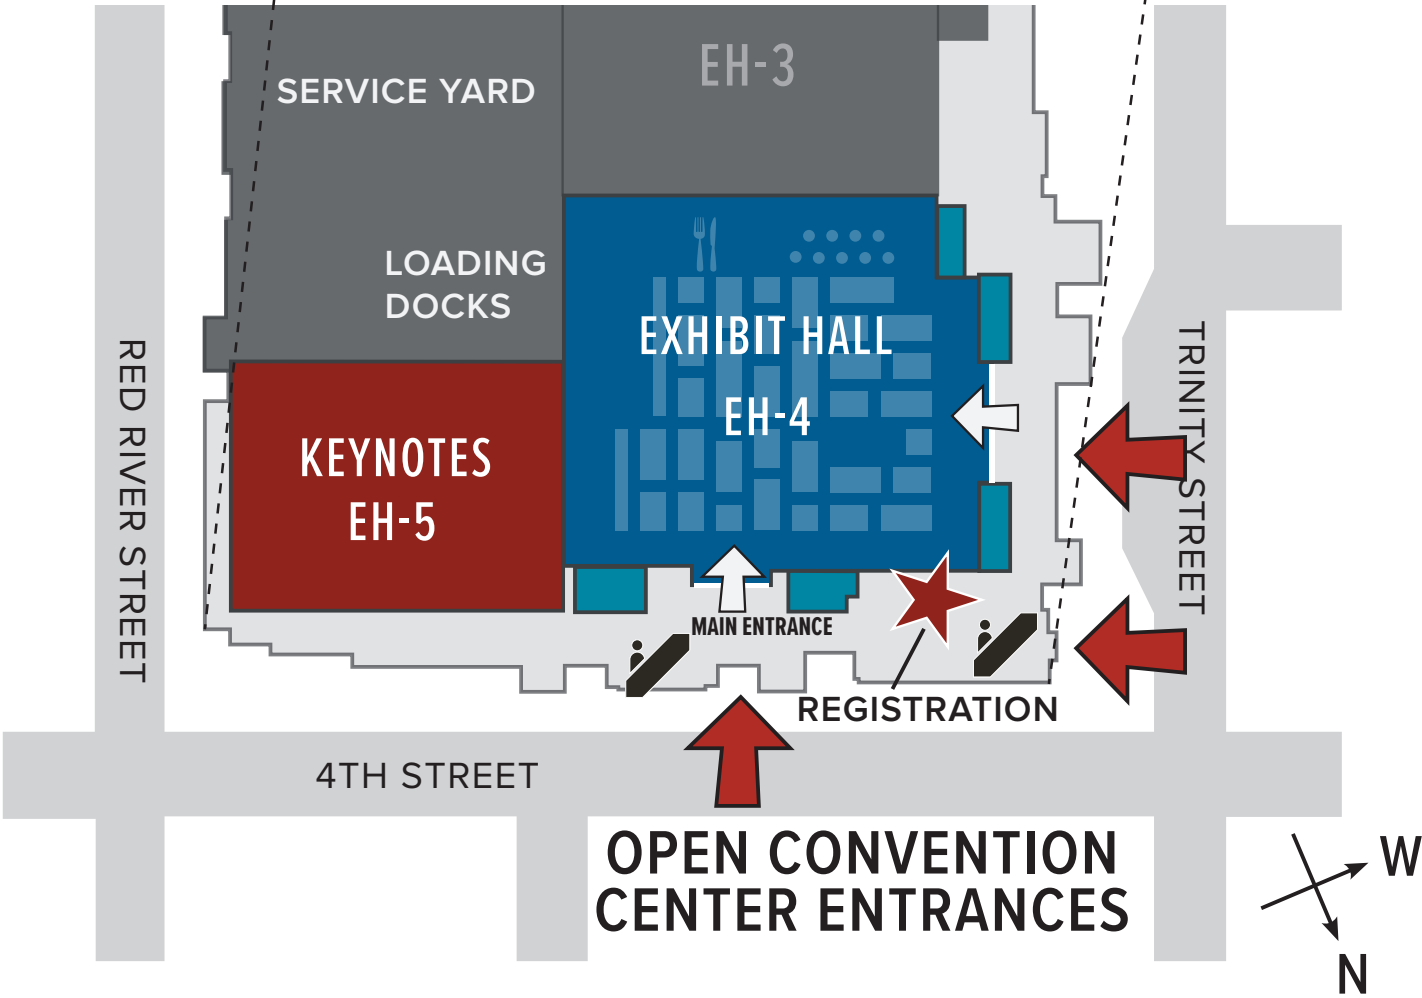 EH-3
SERVICE YARD
LOADING
DOCKS
EXHIBIT HALL
EH-4
KEYNOTES
EH-5
RED RIVER STREET
TRINITY STREET
MAIN ENTRANCE
REGISTRATION
4TH STREET
OPEN CONVENTION
CENTER ENTRANCES
W
N